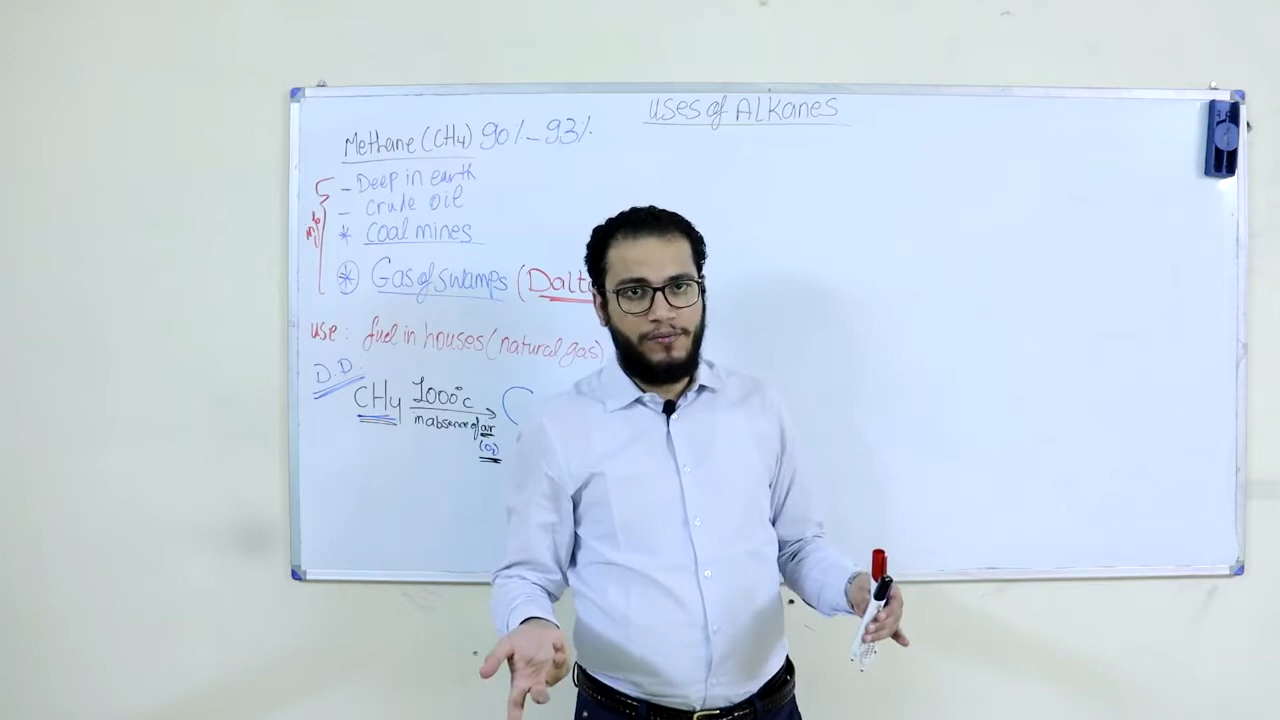 Uses of Alkanes
Methane (CH4) 90%-93%
- Deep in earth
- Crude oil
* Coal mines
* Gas of swamps (Dalt
use: fuel in houses (natural gas)
D.D:
CH4 1000°c C
in absence of air
(O2)